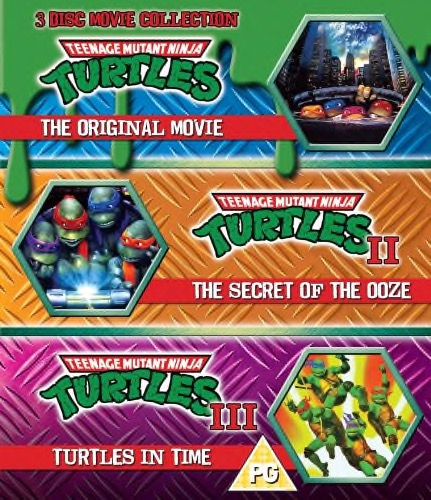 3 DISC MOVIE COLLECTION
TEENAGE MUTANT NINJA
TURTLES
THE ORIGINAL MOVIE
TEENAGE MUTANT NINJA
TURTLES II
THE SECRET OF THE OOZE
TEENAGE MUTANT NINJA
TURTLES III
TURTLES IN TIME
PG